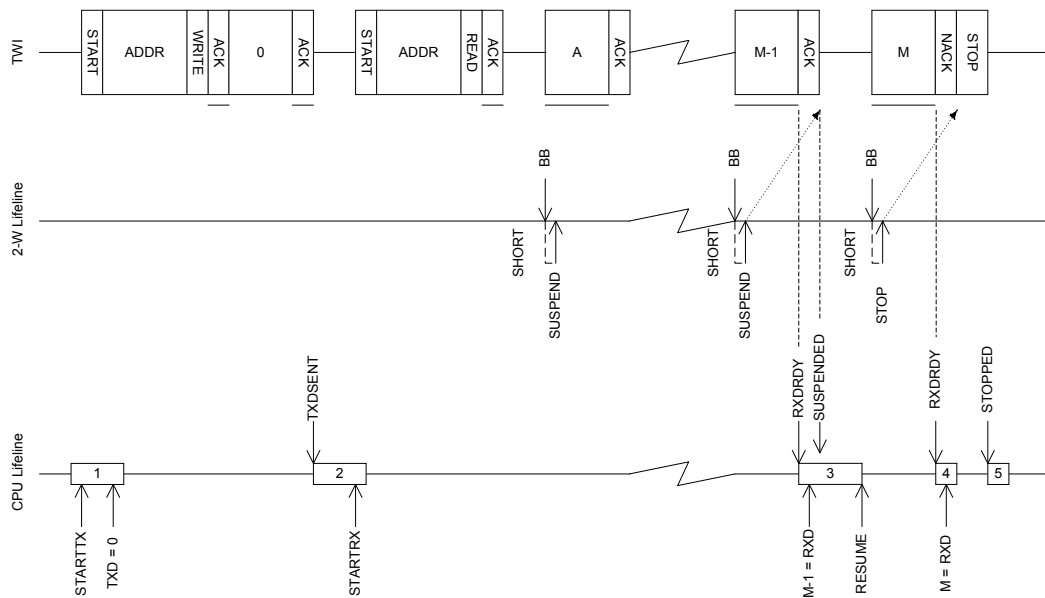 TWI
START
ADDR
WRITE
ACK
0
ACK
START
ADDR
READ
ACK
A
ACK
M-1
ACK
M
NACK
STOP
2-W Lifeline
BB
SHORT
SUSPEND
BB
SHORT
SUSPEND
BB
SHORT
STOP
CPU Lifeline
TXDSENT
RXDRDY
SUSPENDED
RXDRDY
STOPPED
1
2
3
4
5
STARTTX
TXD = 0
STARTRX
M-1 = RXD
RESUME
M = RXD